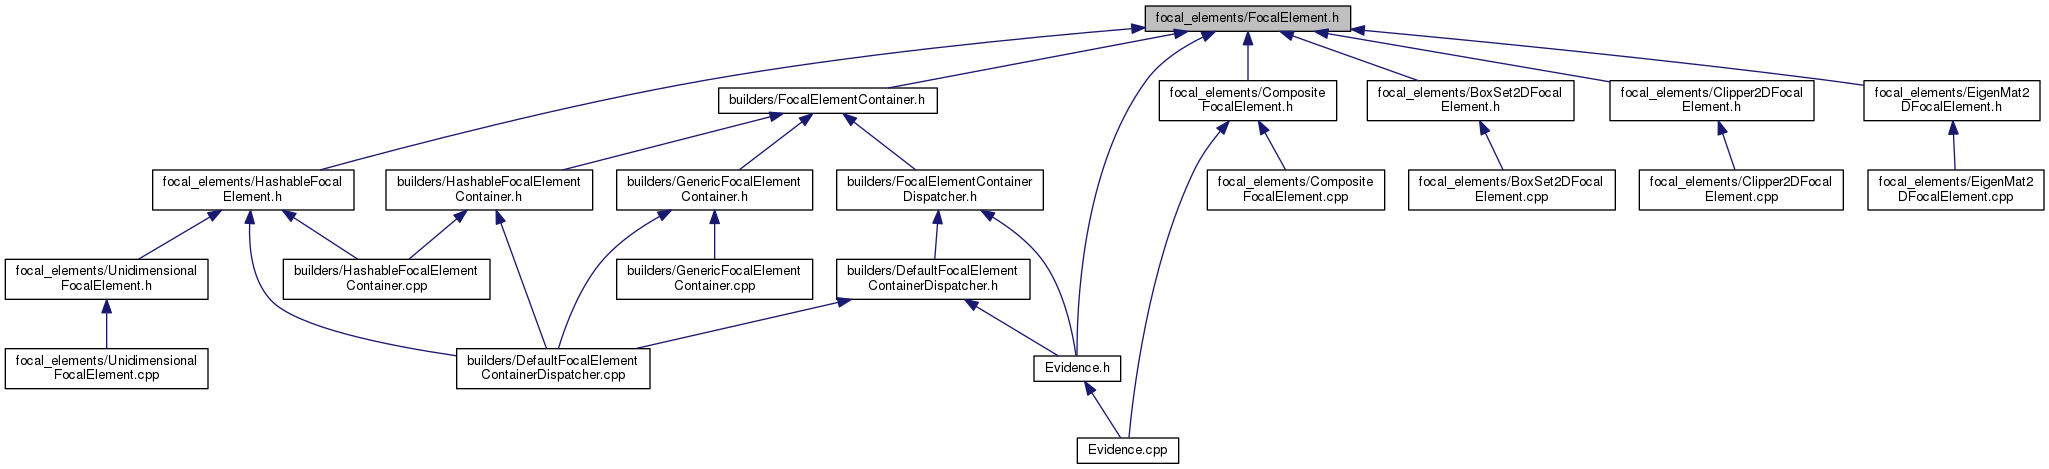 focal_elements/FocalElement.h
builders/FocalElementContainer.h
focal_elements/Composite
FocalElement.h
focal_elements/BoxSet2DFocal
Element.h
focal_elements/Clipper2DFocal
Element.h
focal_elements/EigenMat2
DFocalElement.h
focal_elements/HashableFocal
Element.h
builders/HashableFocalElement
Container.h
builders/GenericFocalElement
Container.h
builders/FocalElementContainer
Dispatcher.h
focal_elements/Composite
FocalElement.cpp
focal_elements/BoxSet2DFocal
Element.cpp
focal_elements/Clipper2DFocal
Element.cpp
focal_elements/EigenMat2
DFocalElement.cpp
focal_elements/Unidimensional
FocalElement.h
builders/HashableFocalElement
Container.cpp
builders/GenericFocalElement
Container.cpp
builders/DefaultFocalElement
ContainerDispatcher.h
focal_elements/Unidimensional
FocalElement.cpp
builders/DefaultFocalElement
ContainerDispatcher.cpp
Evidence.h
Evidence.cpp